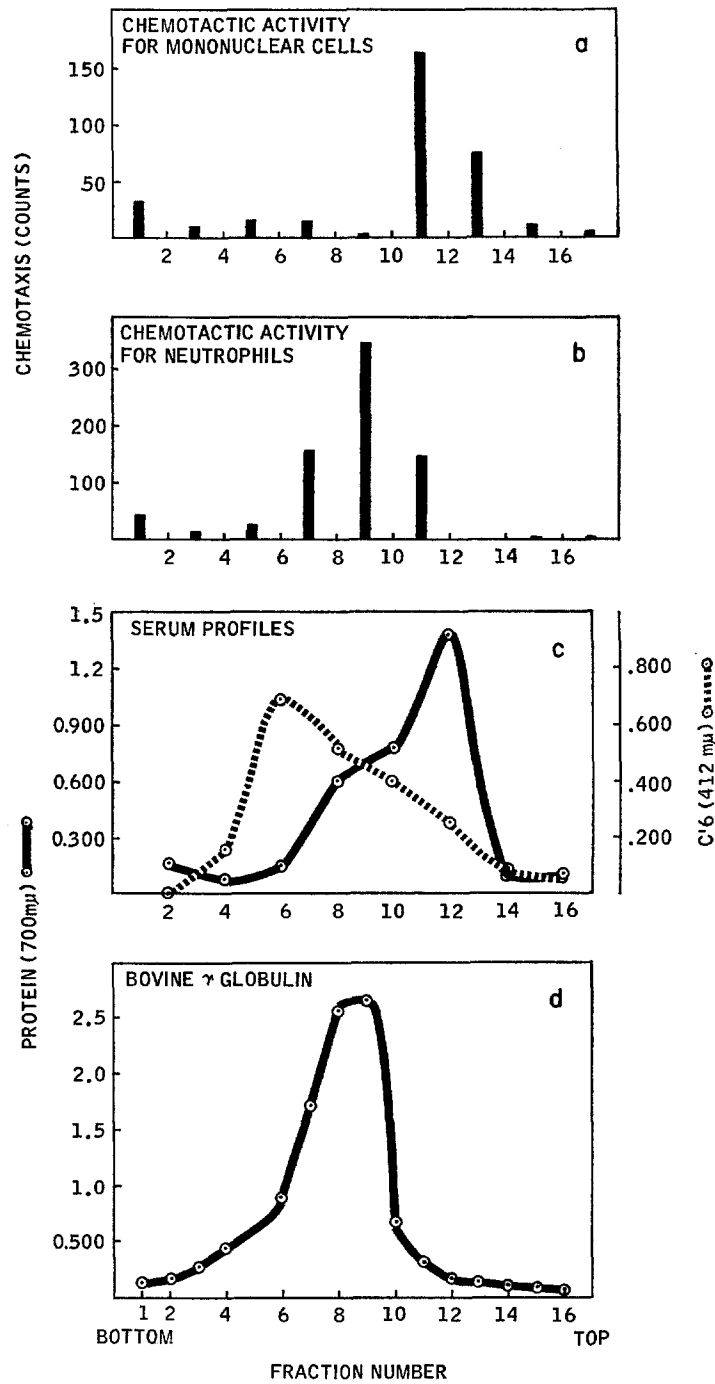 CHEMOTACTIC ACTIVITY
FOR MONONUCLEAR CELLS
a
150
100
50
2 4 6 8 10 12 14 16
CHEMOTAXIS (COUNTS)
CHEMOTACTIC ACTIVITY
FOR NEUTROPHILS
b
300
200
100
2 4 6 8 10 12 14 16
SERUM PROFILES
c
1.5
1.2
0.900
0.600
0.300
.800
.600
.400
.200
C'6 (412 mμ)
2 4 6 8 10 12 14 16
PROTEIN (700mμ)
BOVINE γ GLOBULIN
d
2.5
2.0
1.5
1.0
0.500
1 2 4 6 8 10 12 14 16
BOTTOM TOP
FRACTION NUMBER